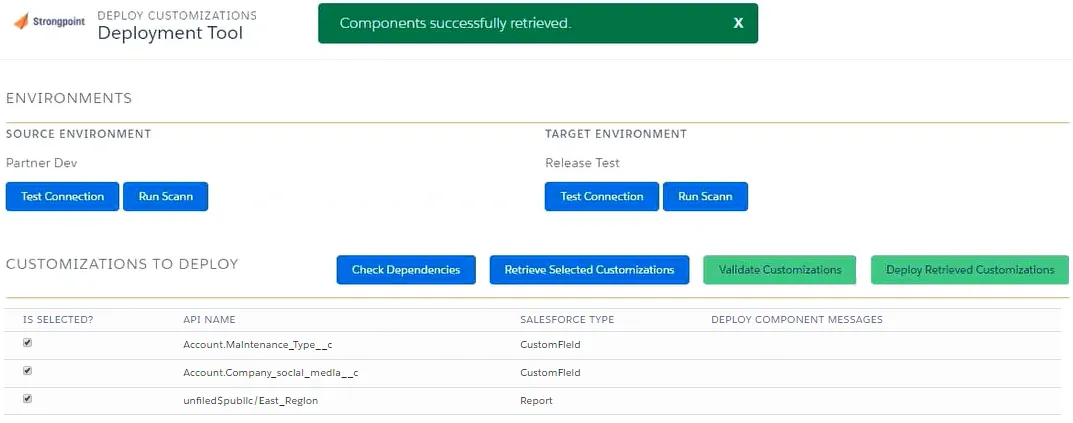 Strongpoint
DEPLOY CUSTOMIZATIONS
Deployment Tool
Components successfully retrieved. X
ENVIRONMENTS
SOURCE ENVIRONMENT TARGET ENVIRONMENT
Partner Dev Release Test
Test Connection Run Scann Test Connection Run Scann
CUSTOMIZATIONS TO DEPLOY Check Dependencies Retrieve Selected Customizations Validate Customizations Deploy Retrieved Customizations
IS SELECTED? API NAME SALESFORCE TYPE DEPLOY COMPONENT MESSAGES
Account.Maintenance_Type__c CustomField
Account.Company_social_media__c CustomField
unfiled$public/East_Region Report